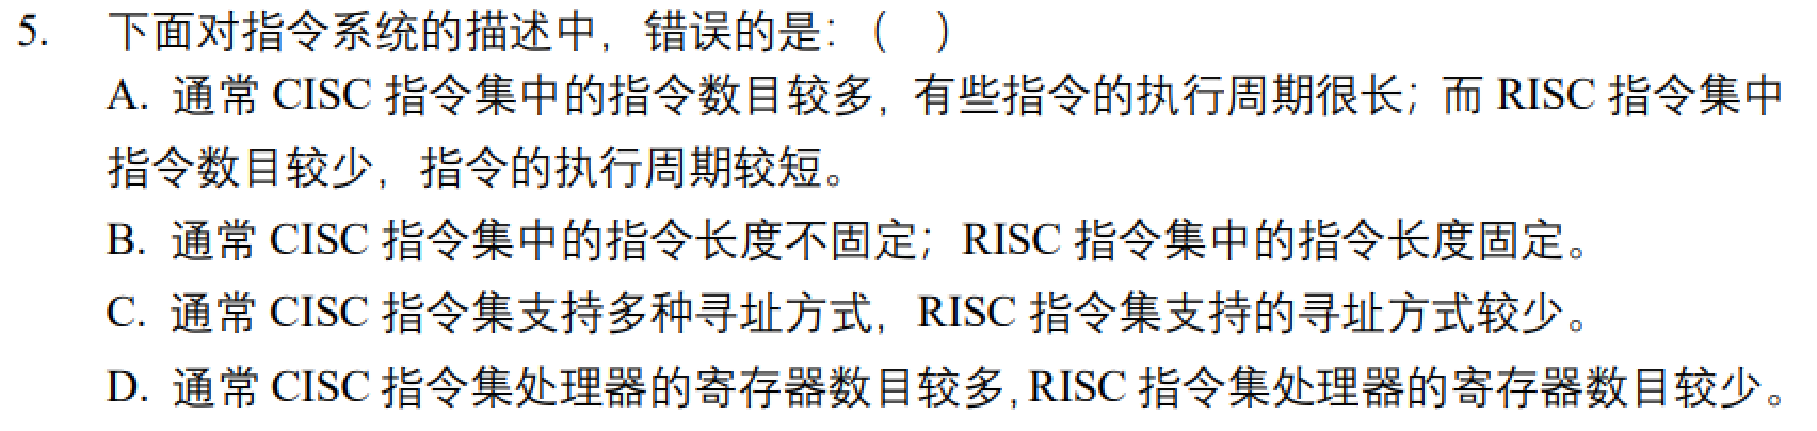 5. 下面对指令系统的描述中，错误的是：（ ）
A. 通常 CISC 指令集中的指令数目较多，有些指令的执行周期很长；而 RISC 指令集中
指令数目较少，指令的执行周期较短。
B. 通常 CISC 指令集中的指令长度不固定；RISC 指令集中的指令长度固定。
C. 通常 CISC 指令集支持多种寻址方式，RISC 指令集支持的寻址方式较少。
D. 通常 CISC 指令集处理器的寄存器数目较多,RISC 指令集处理器的寄存器数目较少。